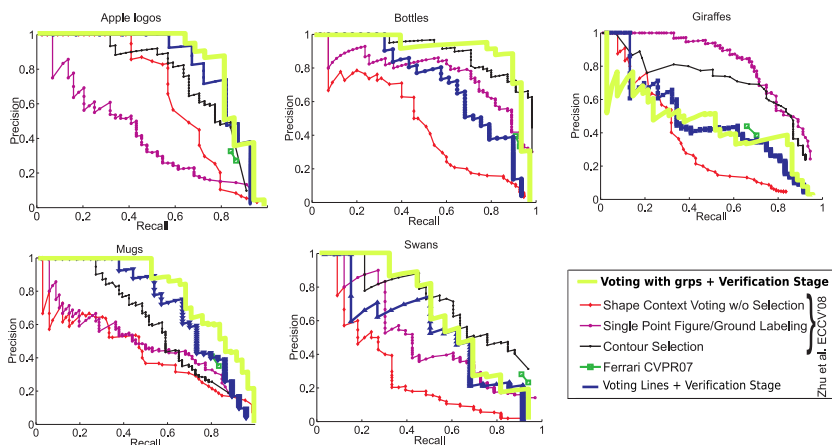 Apple logos
Precision
1
0.8
0.6
0.4
0.2
0
0 0.2 0.4 0.6 0.8 1
Recall
Bottles
Precision
1
0.8
0.6
0.4
0.2
0
0 0.2 0.4 0.6 0.8 1
Recall
Giraffes
Precision
1
0.8
0.6
0.4
0.2
0
0 0.2 0.4 0.6 0.8 1
Recall
Mugs
Precision
1
0.8
0.6
0.4
0.2
0
0 0.2 0.4 0.6 0.8 1
Recall
Swans
Precision
1
0.8
0.6
0.4
0.2
0
0 0.2 0.4 0.6 0.8 1
Recall
Voting with grps + Verification Stage
Shape Context Voting w/o Selection
Single Point Figure/Ground Labeling
Contour Selection
Ferrari CVPR07
Voting Lines + Verification Stage
Zhu et al. ECCV'08